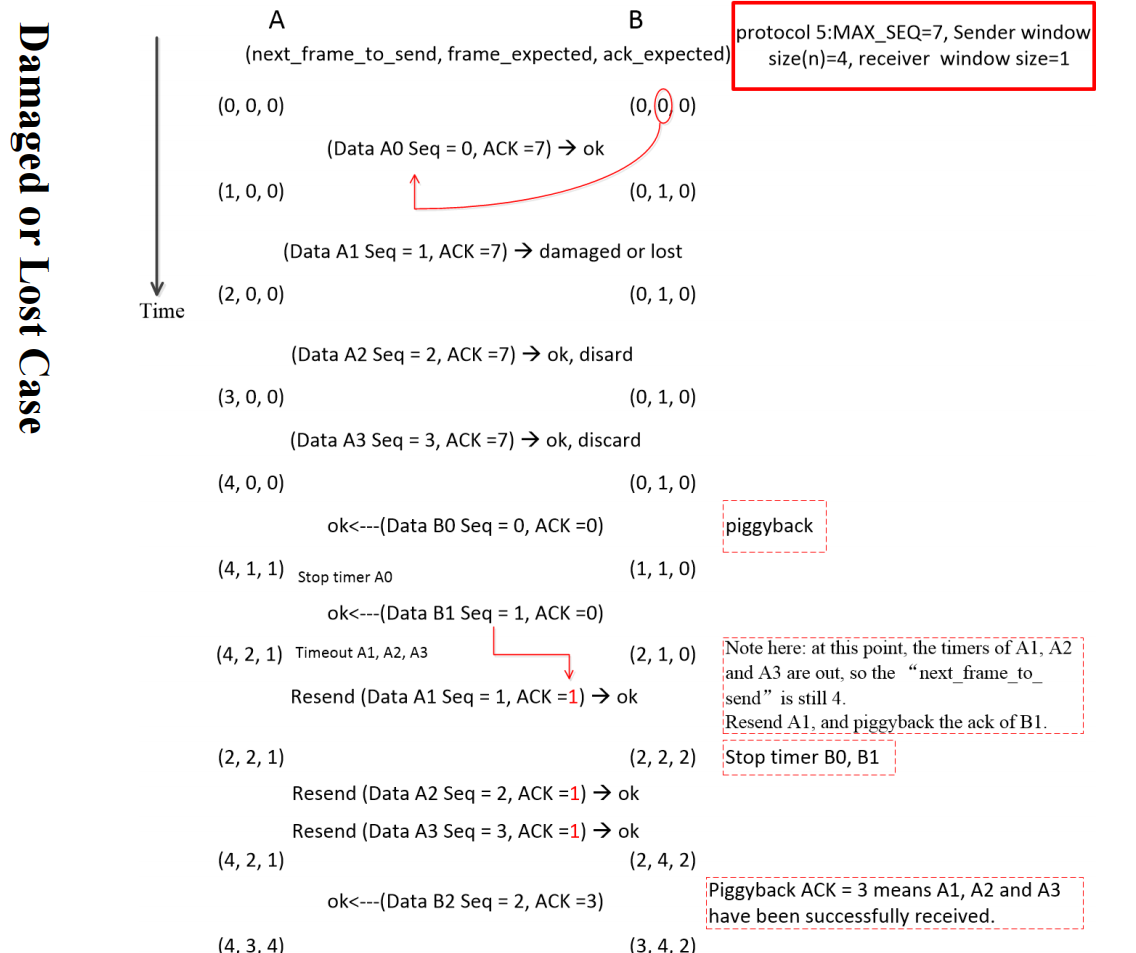 Damaged or Lost Case
A B
(next_frame_to_send, frame_expected, ack_expected)
protocol 5:MAX_SEQ=7, Sender window
size(n)=4, receiver window size=1
(0, 0, 0) (0, 0, 0)
(Data A0 Seq = 0, ACK =7) → ok
(1, 0, 0) (0, 1, 0)
(Data A1 Seq = 1, ACK =7) → damaged or lost
(2, 0, 0) (0, 1, 0)
Time
(Data A2 Seq = 2, ACK =7) → ok, disard
(3, 0, 0) (0, 1, 0)
(Data A3 Seq = 3, ACK =7) → ok, discard
(4, 0, 0) (0, 1, 0)
ok<---(Data B0 Seq = 0, ACK =0) piggyback
(4, 1, 1) Stop timer A0 (1, 1, 0)
ok<---(Data B1 Seq = 1, ACK =0)
(4, 2, 1) Timeout A1, A2, A3 (2, 1, 0)
Note here: at this point, the timers of A1, A2
and A3 are out, so the “next_frame_to_
send” is still 4.
Resend A1, and piggyback the ack of B1.
Resend (Data A1 Seq = 1, ACK =1) → ok
(2, 2, 1) (2, 2, 2) Stop timer B0, B1
Resend (Data A2 Seq = 2, ACK =1) → ok
Resend (Data A3 Seq = 3, ACK =1) → ok
(4, 2, 1) (2, 4, 2)
ok<---(Data B2 Seq = 2, ACK =3)
Piggyback ACK = 3 means A1, A2 and A3
have been successfully received.
(4, 3, 4) (3, 4, 2)